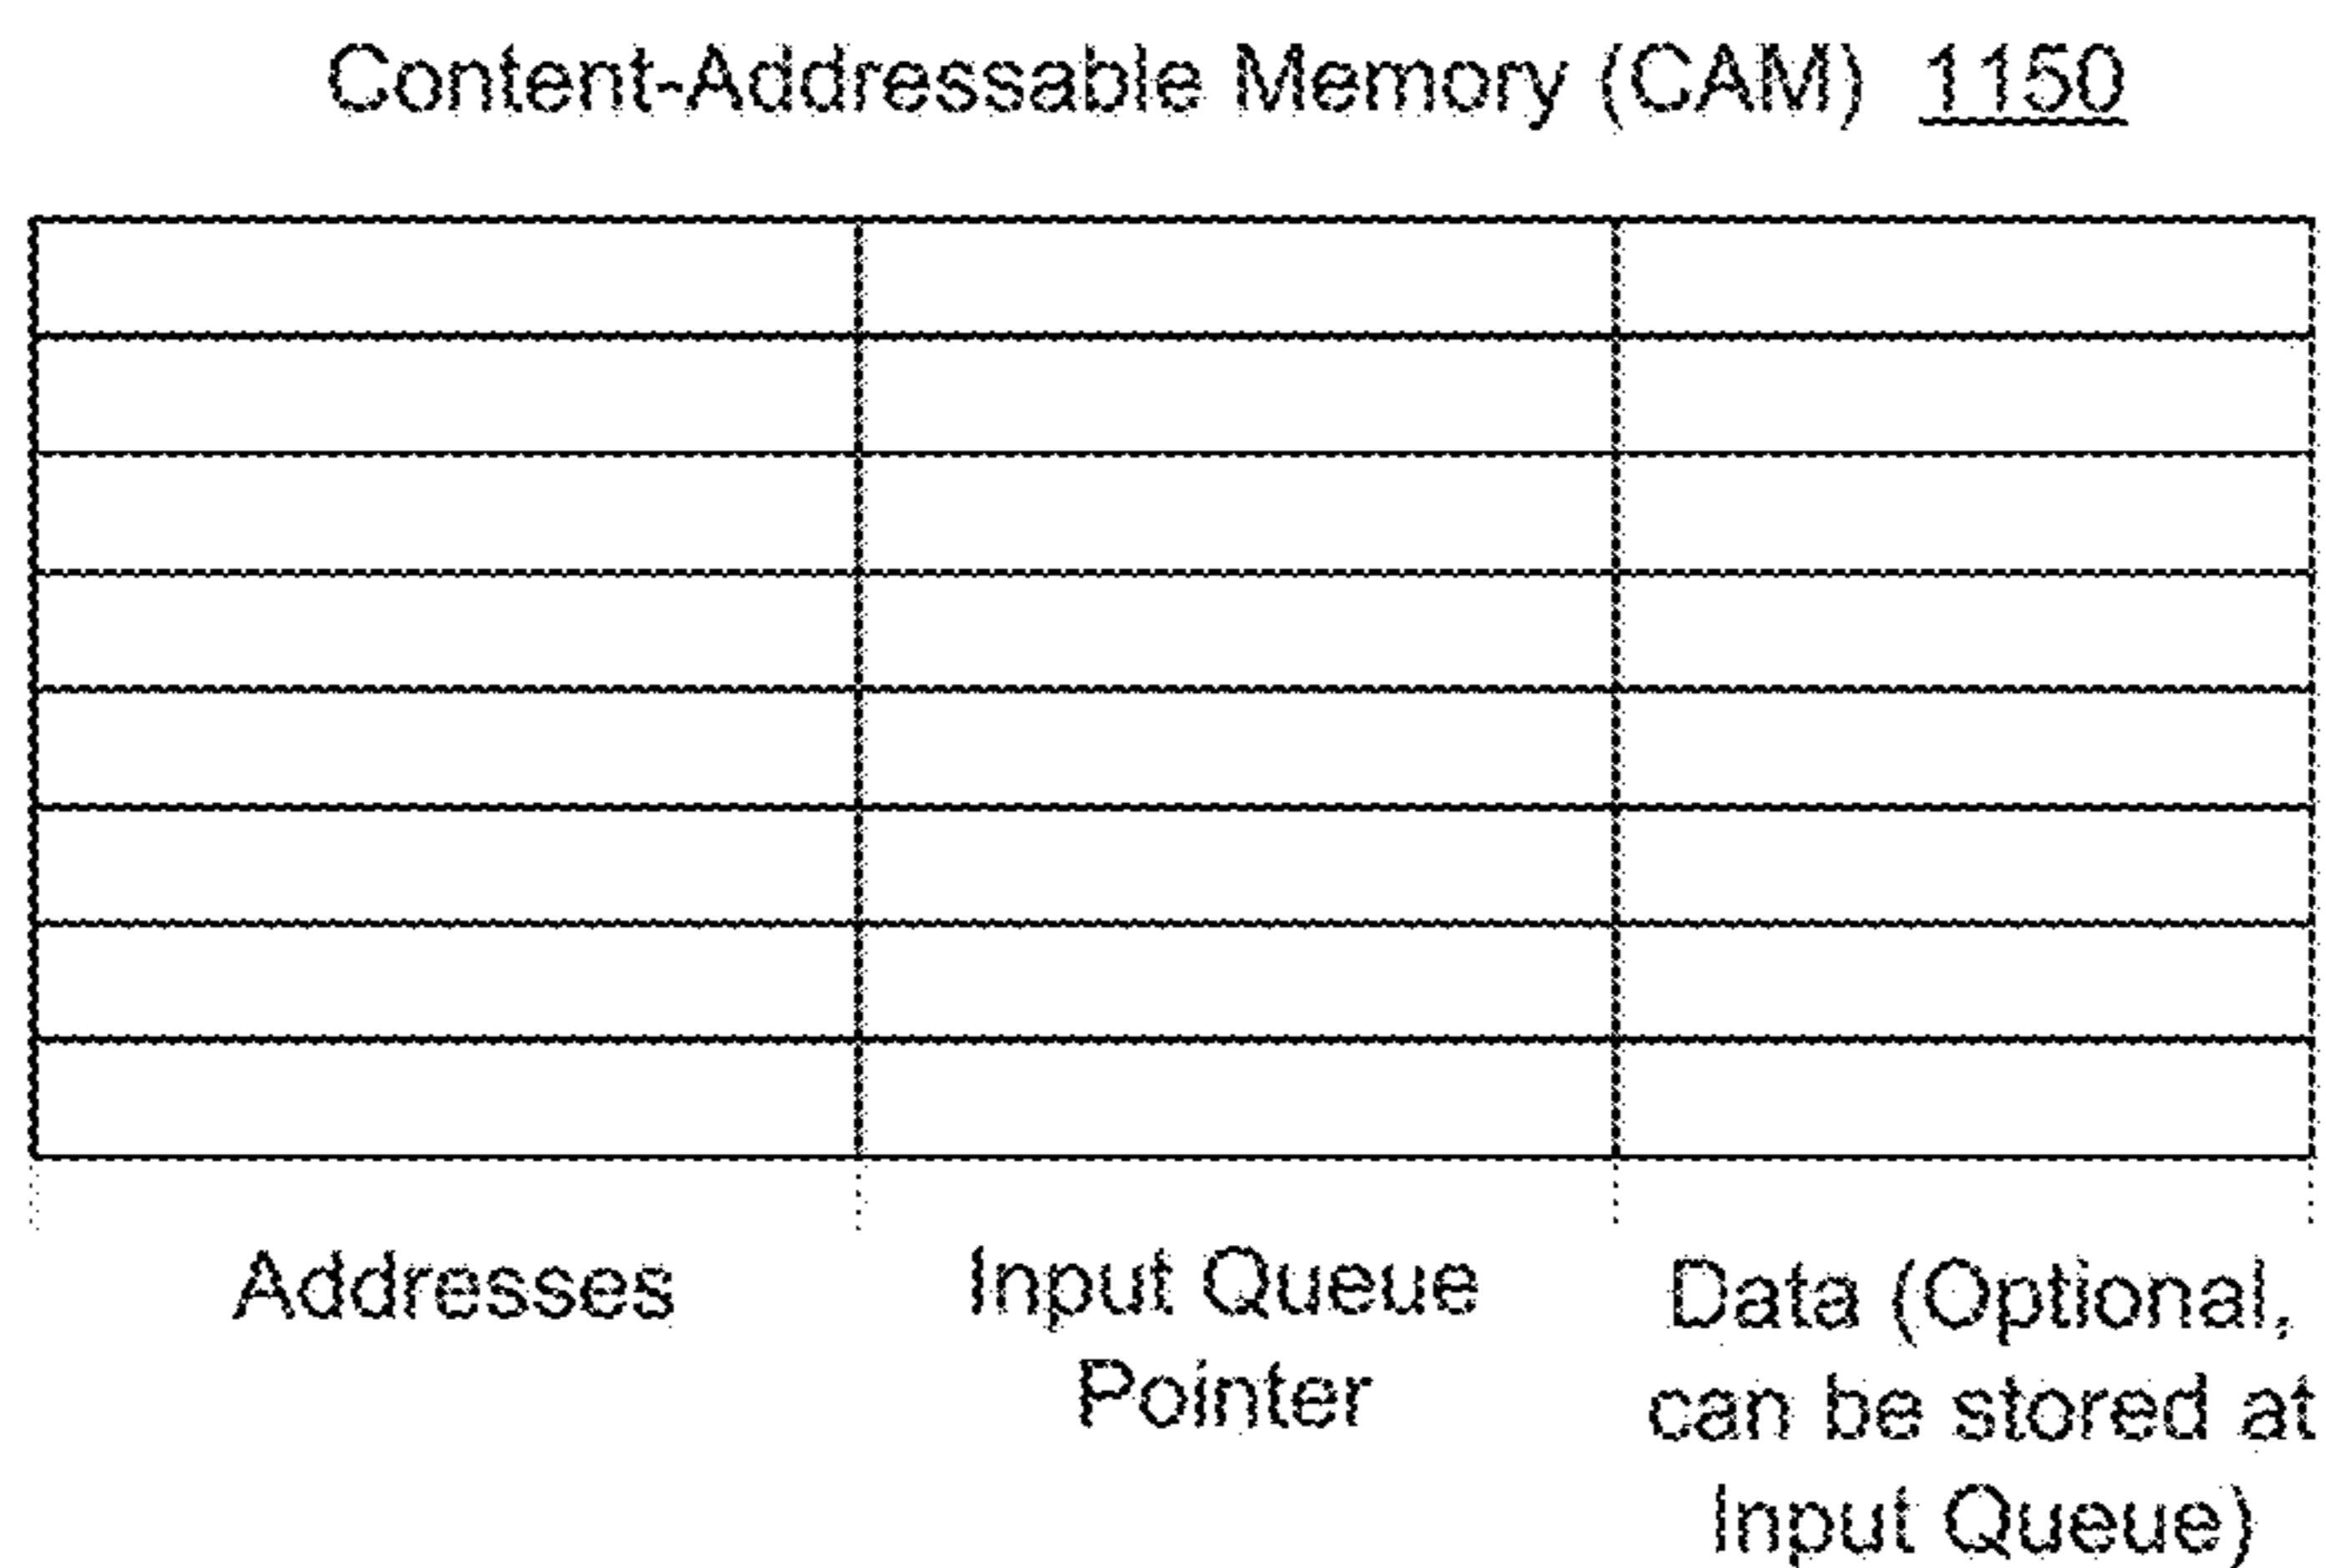 Content-Addressable Memory (CAM) 1150
Addresses
Input Queue
Pointer
Data (Optional,
can be stored at
Input Queue)